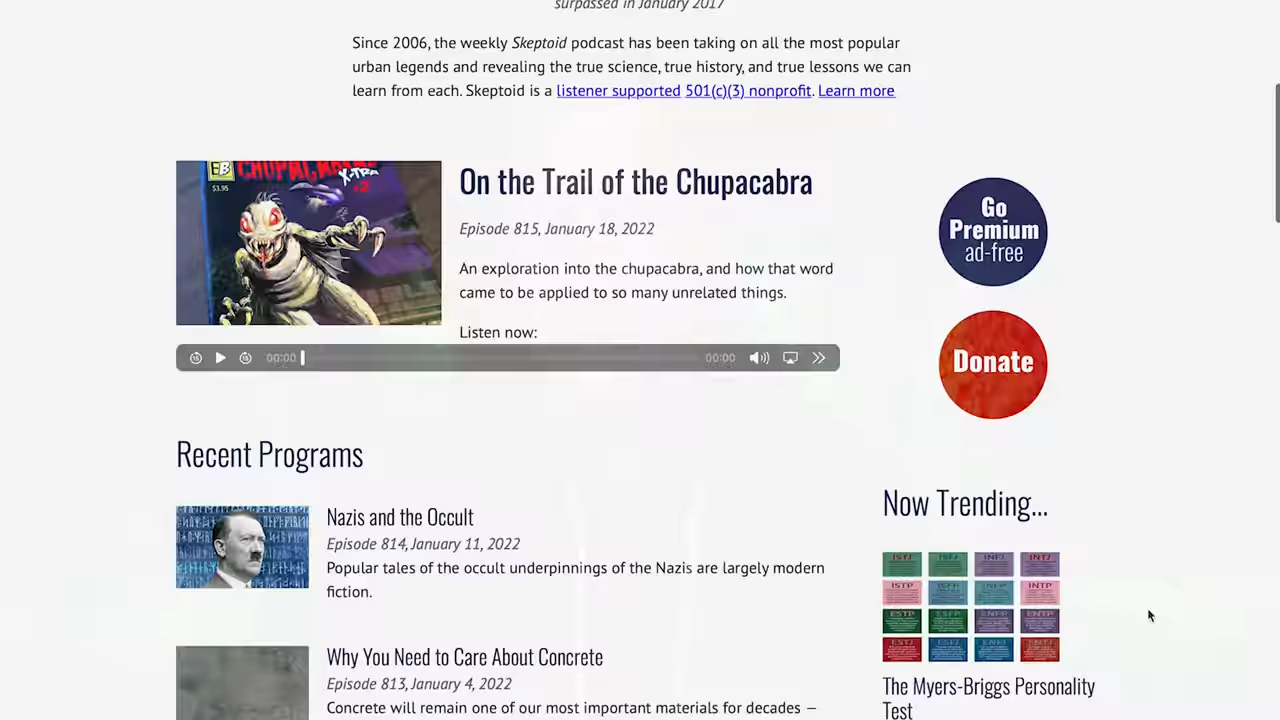 surpassed in January 2017
Since 2006, the weekly Skeptoid podcast has been taking on all the most popular
urban legends and revealing the true science, true history, and true lessons we can
learn from each. Skeptoid is a listener supported 501(c)(3) nonprofit. Learn more
EB
$3.95
CHUPACABRA
X-TRA
#2
On the Trail of the Chupacabra
Episode 815, January 18, 2022
An exploration into the chupacabra, and how that word
came to be applied to so many unrelated things.
Listen now:
15
15
00:00
00:00
Go
Premium
ad-free
Donate
Recent Programs
Nazis and the Occult
Episode 814, January 11, 2022
Popular tales of the occult underpinnings of the Nazis are largely modern
fiction.
Why You Need to Care About Concrete
Episode 813, January 4, 2022
Concrete will remain one of our most important materials for decades —
Now Trending...
ISTJ ISFJ INFJ INTJ
ISTP ISFP INFP INTP
ESTP ESFP ENFP ENTP
ESTJ ESFJ ENFJ ENTJ
The Myers-Briggs Personality
Test